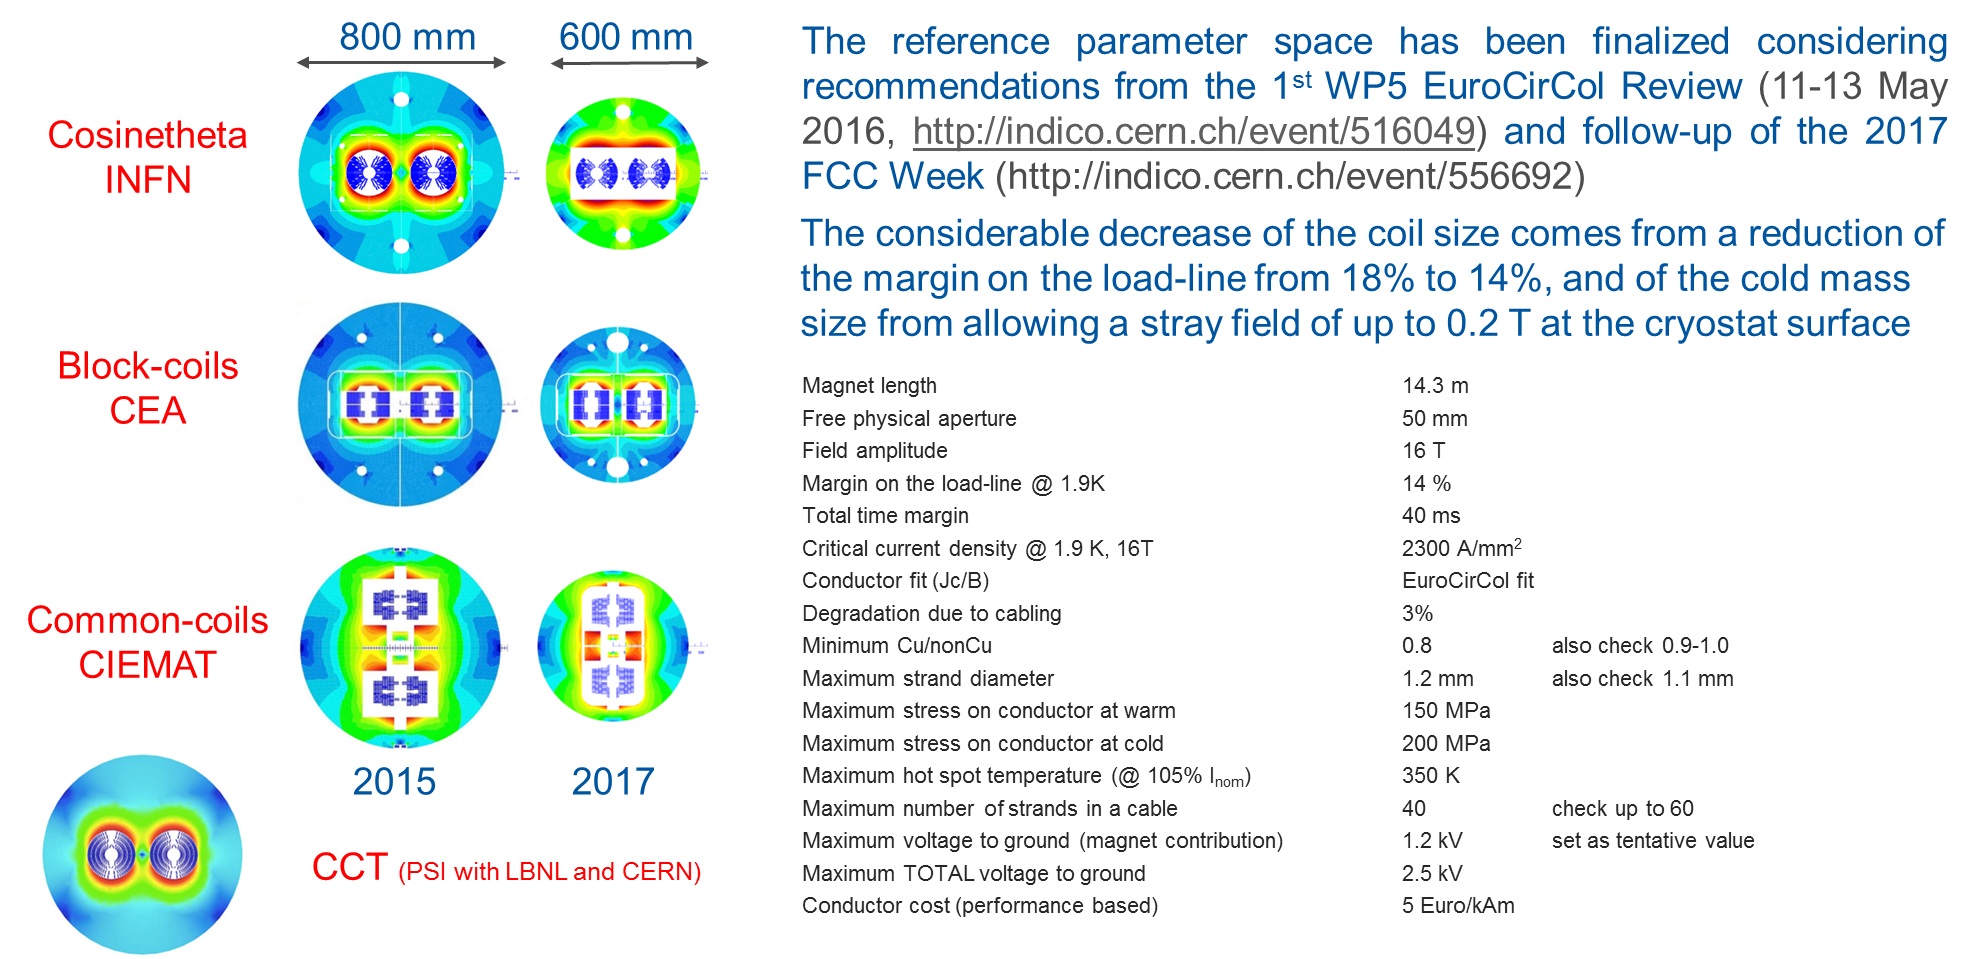 800 mm
600 mm
Cosinetheta
INFN
Block-coils
CEA
Common-coils
CIEMAT
2015
2017
CCT (PSI with LBNL and CERN)
The reference parameter space has been finalized considering
recommendations from the 1st WP5 EuroCirCol Review (11-13 May
2016, http://indico.cern.ch/event/516049) and follow-up of the 2017
FCC Week (http://indico.cern.ch/event/556692)
The considerable decrease of the coil size comes from a reduction of
the margin on the load-line from 18% to 14%, and of the cold mass
size from allowing a stray field of up to 0.2 T at the cryostat surface
Magnet length 14.3 m
Free physical aperture 50 mm
Field amplitude 16 T
Margin on the load-line @ 1.9K 14 %
Total time margin 40 ms
Critical current density @ 1.9 K, 16T 2300 A/mm2
Conductor fit (Jc/B) EuroCirCol fit
Degradation due to cabling 3%
Minimum Cu/nonCu 0.8 also check 0.9-1.0
Maximum strand diameter 1.2 mm also check 1.1 mm
Maximum stress on conductor at warm 150 MPa
Maximum stress on conductor at cold 200 MPa
Maximum hot spot temperature (@ 105% Inom) 350 K
Maximum number of strands in a cable 40 check up to 60
Maximum voltage to ground (magnet contribution) 1.2 kV set as tentative value
Maximum TOTAL voltage to ground 2.5 kV
Conductor cost (performance based) 5 Euro/kAm